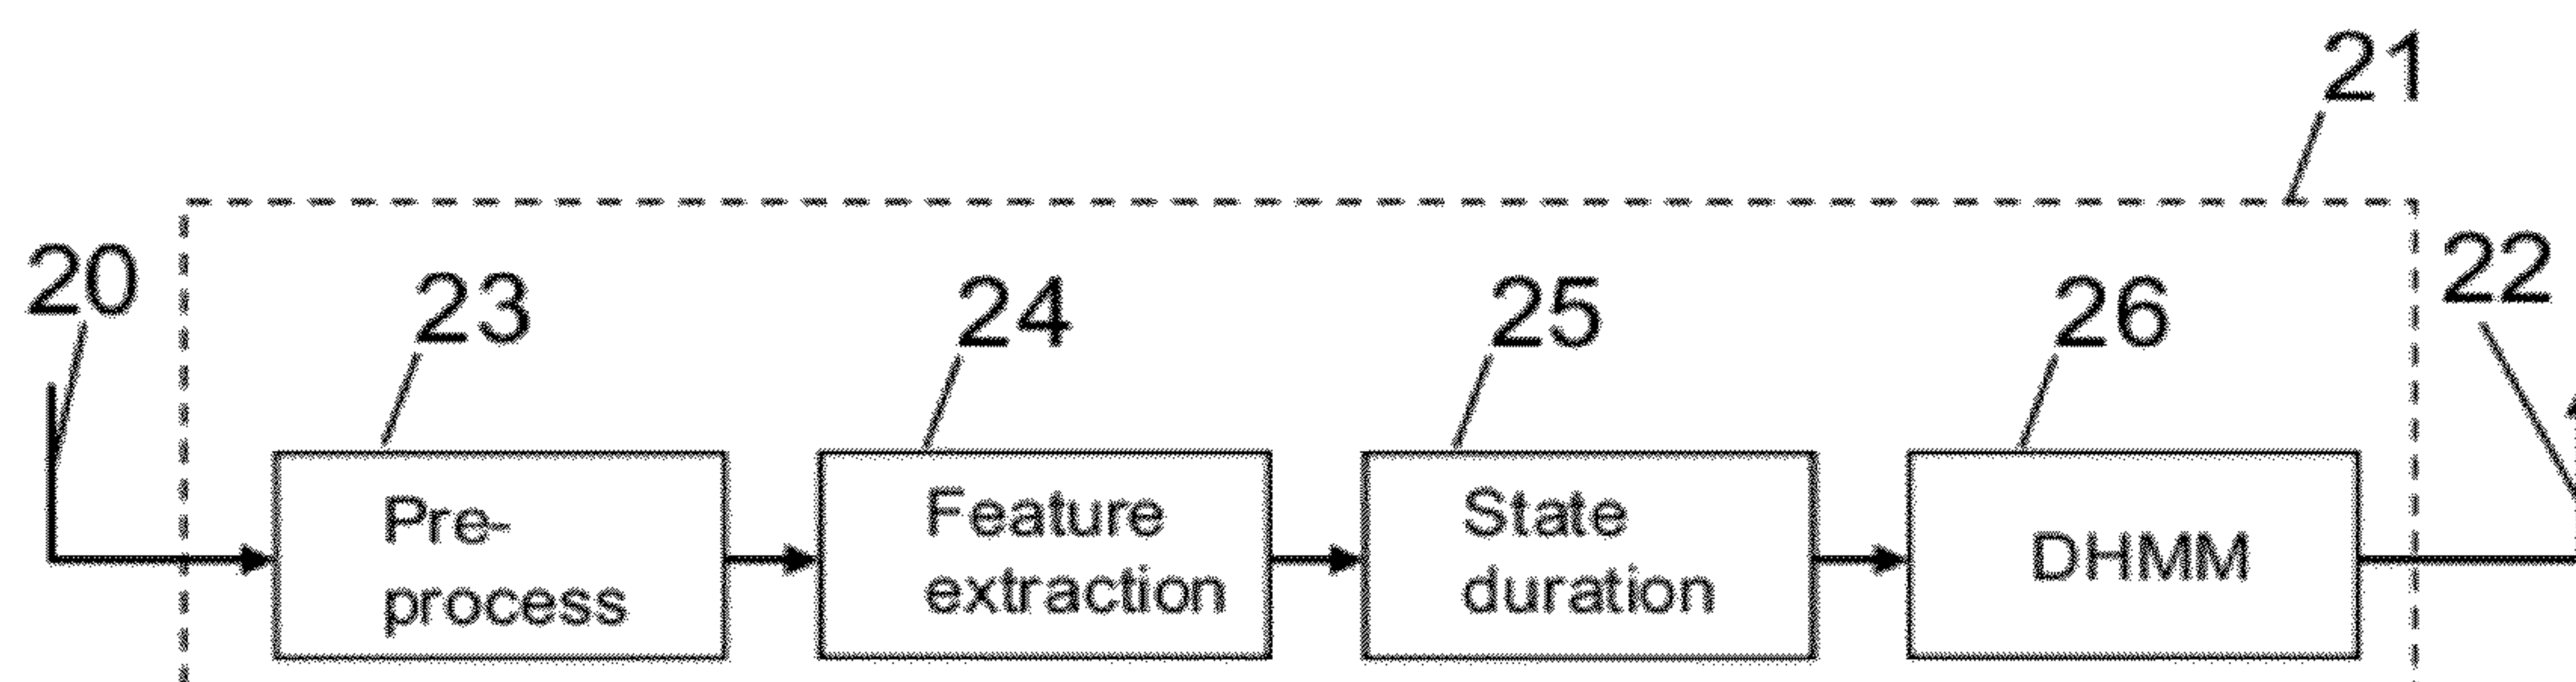 21
20
23
24
25
26
22
Pre-
process
Feature
extraction
State
duration
DHMM